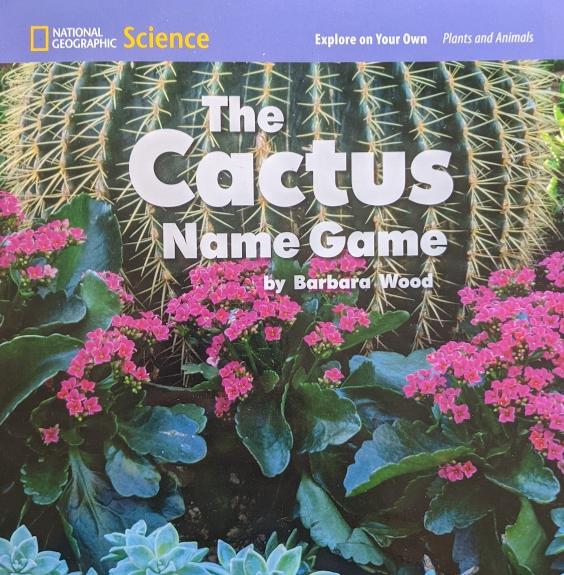 NATIONAL
GEOGRAPHIC
Science
Explore on Your Own Plants and Animals
The
Cactus
Name Game
by Barbara Wood